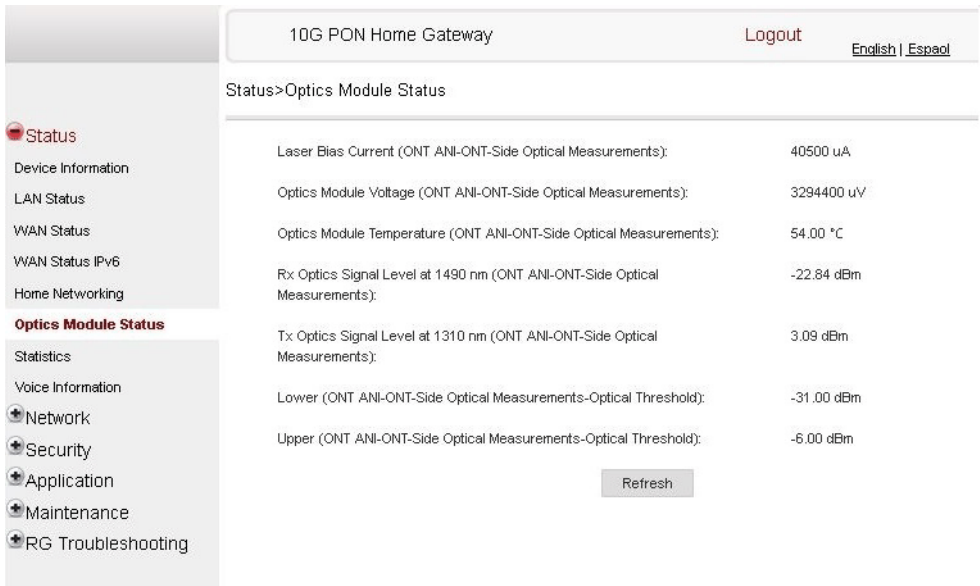 10G PON Home Gateway
Logout
English | Espaol
Status>Optics Module Status
Status
Device Information
LAN Status
WAN Status
WAN Status IPv6
Home Networking
Optics Module Status
Statistics
Voice Information
Network
Security
Application
Maintenance
RG Troubleshooting
Laser Bias Current (ONT ANI-ONT-Side Optical Measurements): 40500 uA
Optics Module Voltage (ONT ANI-ONT-Side Optical Measurements): 3294400 uV
Optics Module Temperature (ONT ANI-ONT-Side Optical Measurements): 54.00 °C
Rx Optics Signal Level at 1490 nm (ONT ANI-ONT-Side Optical -22.84 dBm
Measurements):
Tx Optics Signal Level at 1310 nm (ONT ANI-ONT-Side Optical 3.09 dBm
Measurements):
Lower (ONT ANI-ONT-Side Optical Measurements-Optical Threshold): -31.00 dBm
Upper (ONT ANI-ONT-Side Optical Measurements-Optical Threshold): -6.00 dBm
Refresh